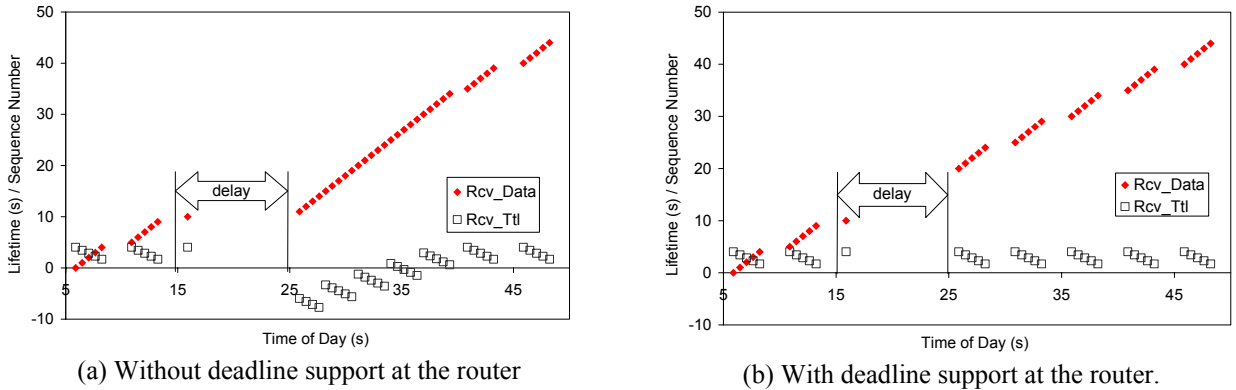 50
40
30
20
10
0
-10
5
15
25
35
45
Lifetime (s) / Sequence Number
Time of Day (s)
delay
Rcv_Data
Rcv_Ttl
(a) Without deadline support at the router
50
40
30
20
10
0
-10
5
15
25
35
45
Lifetime (s) / Sequence Number
Time of Day (s)
delay
Rcv_Data
Rcv_Ttl
(b) With deadline support at the router.